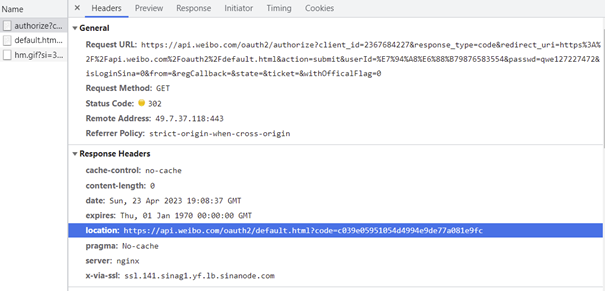 Name
Headers Preview Response Initiator Timing Cookies
authorize?c...
default.htm...
hm.gif?si=3...
General
Request URL: https://api.weibo.com/oauth2/authorize?client_id=2367684227&response_type=code&redirect_uri=https%3A%
2F%2Fapi.weibo.com%2Foauth2%2Fdefault.html&action=submit&userId=%E7%94%A8%E6%88%B79876583554&passwd=qwe127227472&
isLoginSina=0&from=&regCallback=&state=&ticket=&withOfficalFlag=0
Request Method: GET
Status Code: 302
Remote Address: 49.7.37.118:443
Referrer Policy: strict-origin-when-cross-origin
Response Headers
cache-control: no-cache
content-length: 0
date: Sun, 23 Apr 2023 19:08:37 GMT
expires: Thu, 01 Jan 1970 00:00:00 GMT
location: https://api.weibo.com/oauth2/default.html?code=c039e05951054d4994e9de77a081e9fc
pragma: No-cache
server: nginx
x-via-ssl: ssl.141.sinag1.yf.lb.sinanode.com